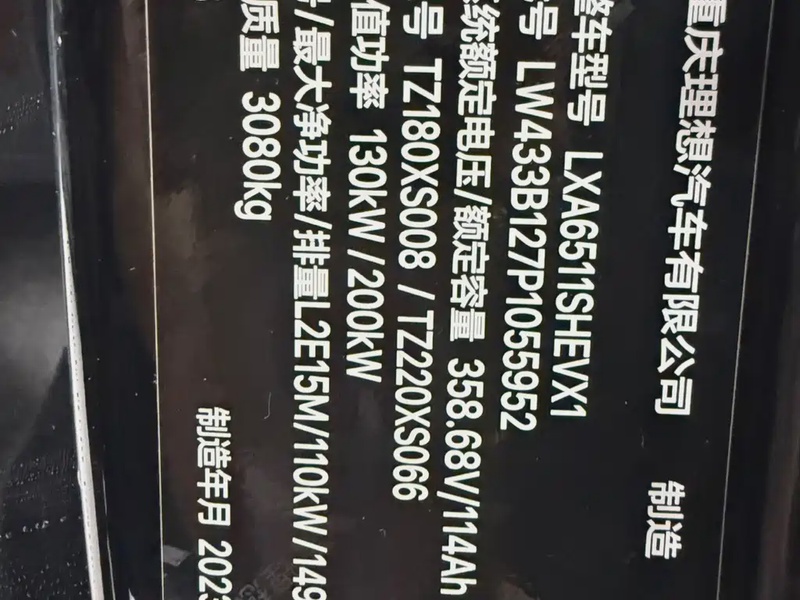 重庆理想汽车有限公司 制造
整车型号 LXA6511SHEVX1
号 LW433B127P1055952
系统额定电压/额定容量 358.68V/114Ah
号 TZ180XS008 / TZ220XS066
值功率 130kW/200kW
/最大净功率/排量L2E15M/110kW/149
质量 3080kg
制造年月 2023